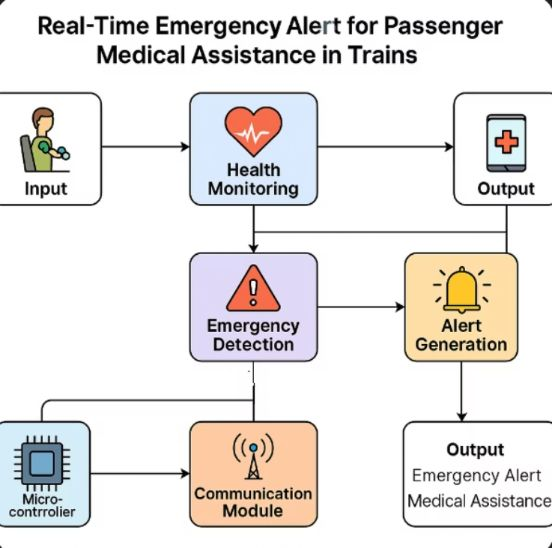 Real-Time Emergency Alert for Passenger
Medical Assistance in Trains
Input
Health
Monitoring
Output
Emergency
Detection
Alert
Generation
Micro-
contrrolier
Communication
Module
Output
Emergency Alert
Medical Assistance